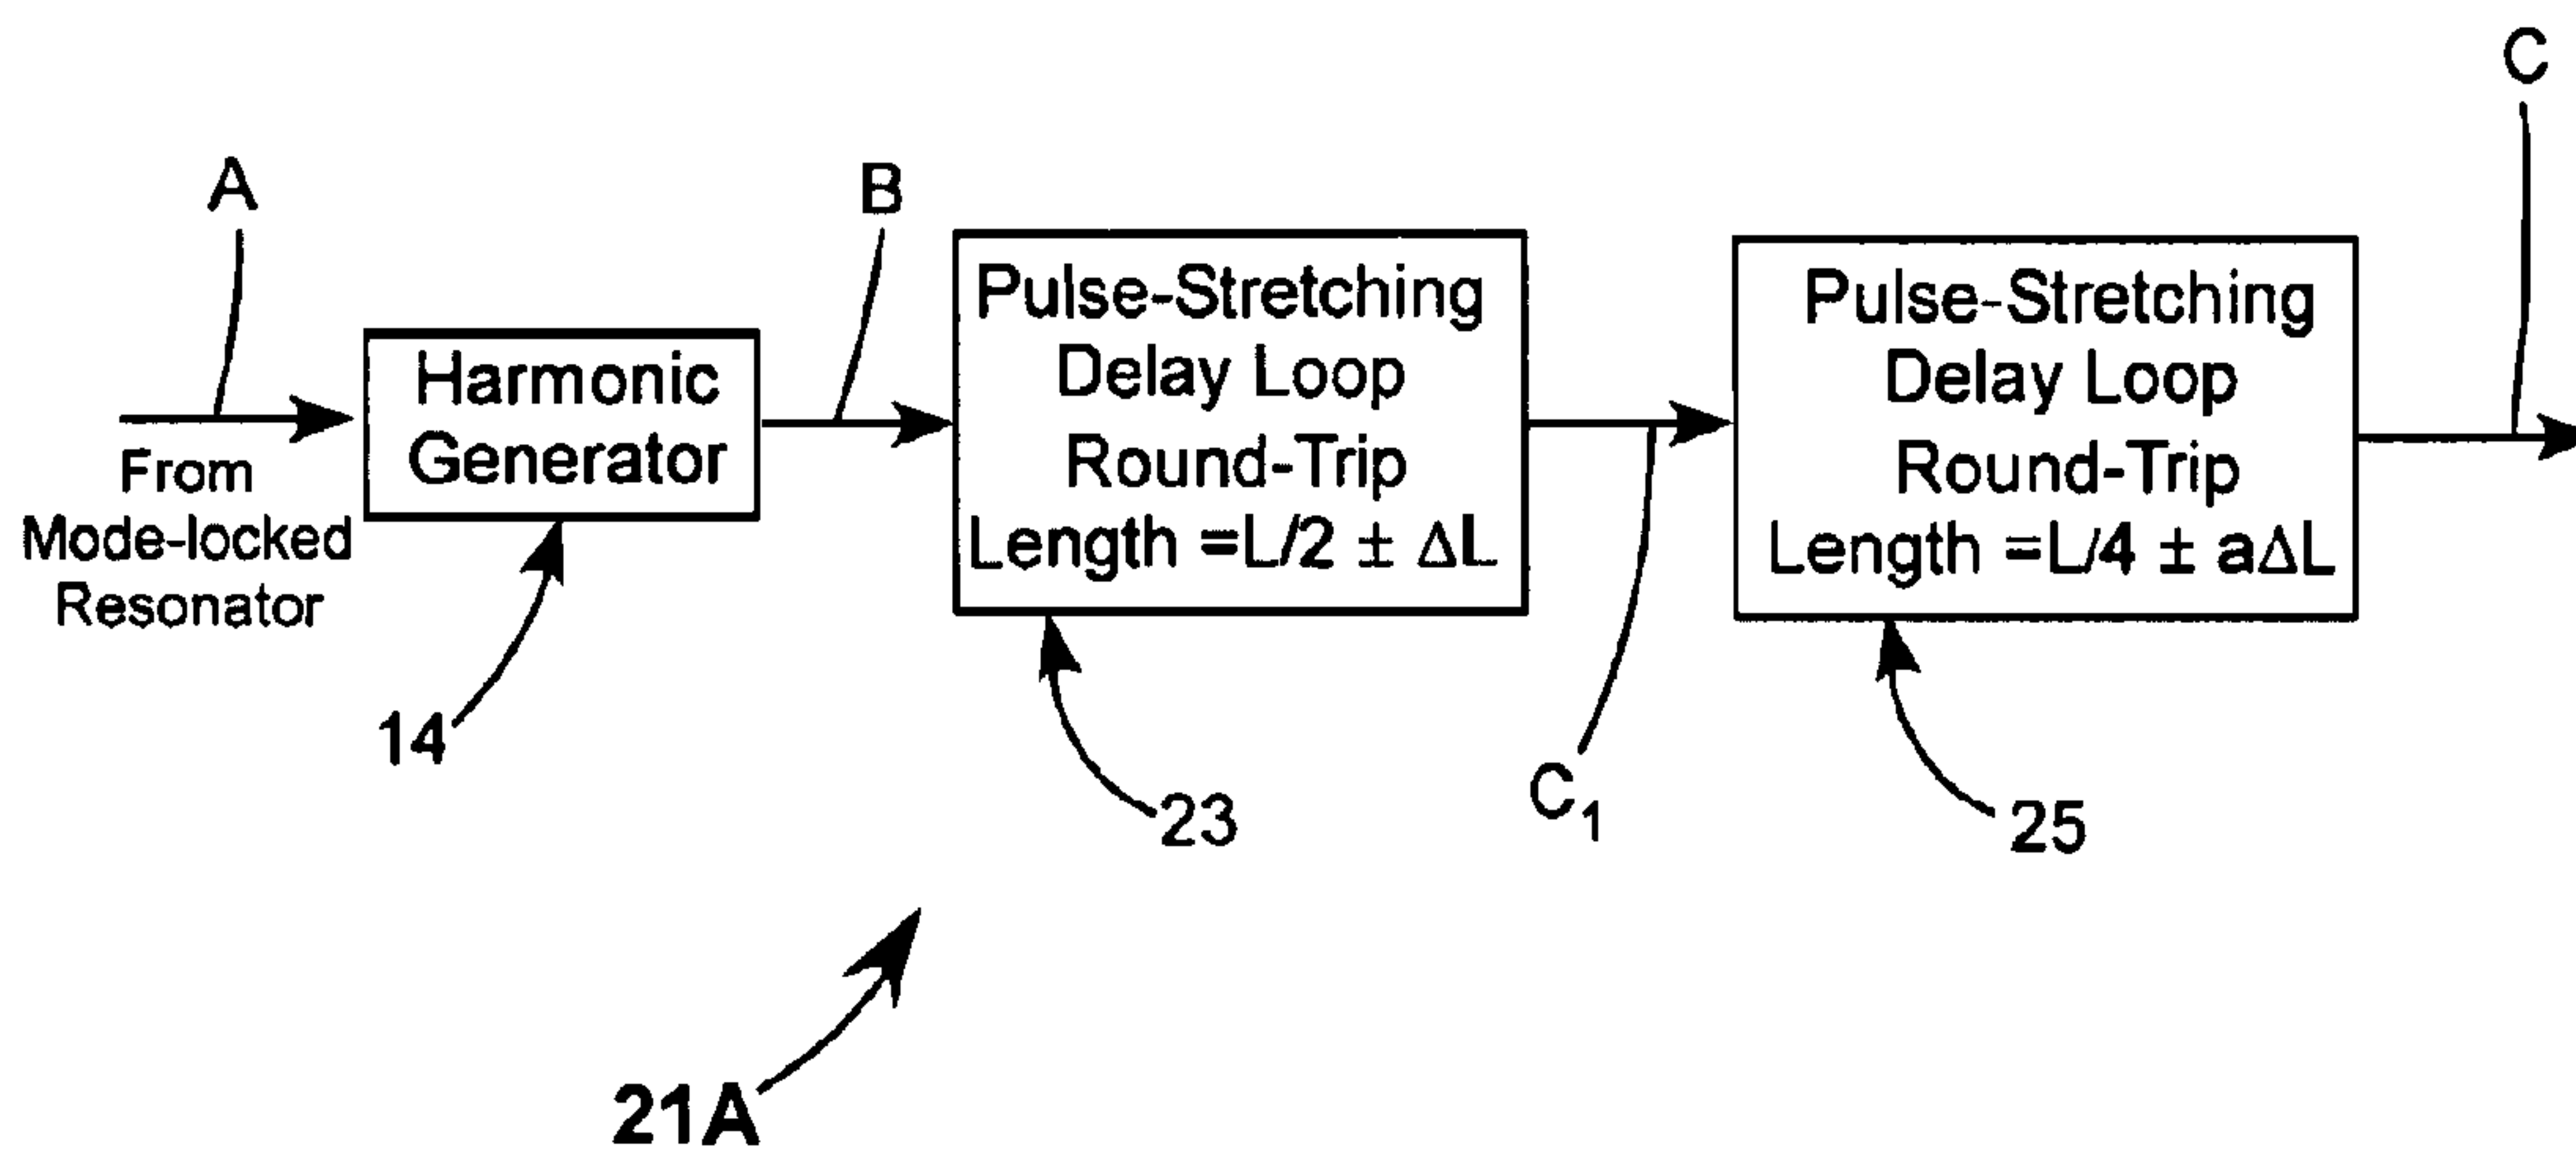 A
B
C
From
Mode-locked
Resonator
Harmonic
Generator
Pulse-Stretching
Delay Loop
Round-Trip
Length =L/2 ± ΔL
Pulse-Stretching
Delay Loop
Round-Trip
Length =L/4 ± aΔL
14
23
C₁
25
21A